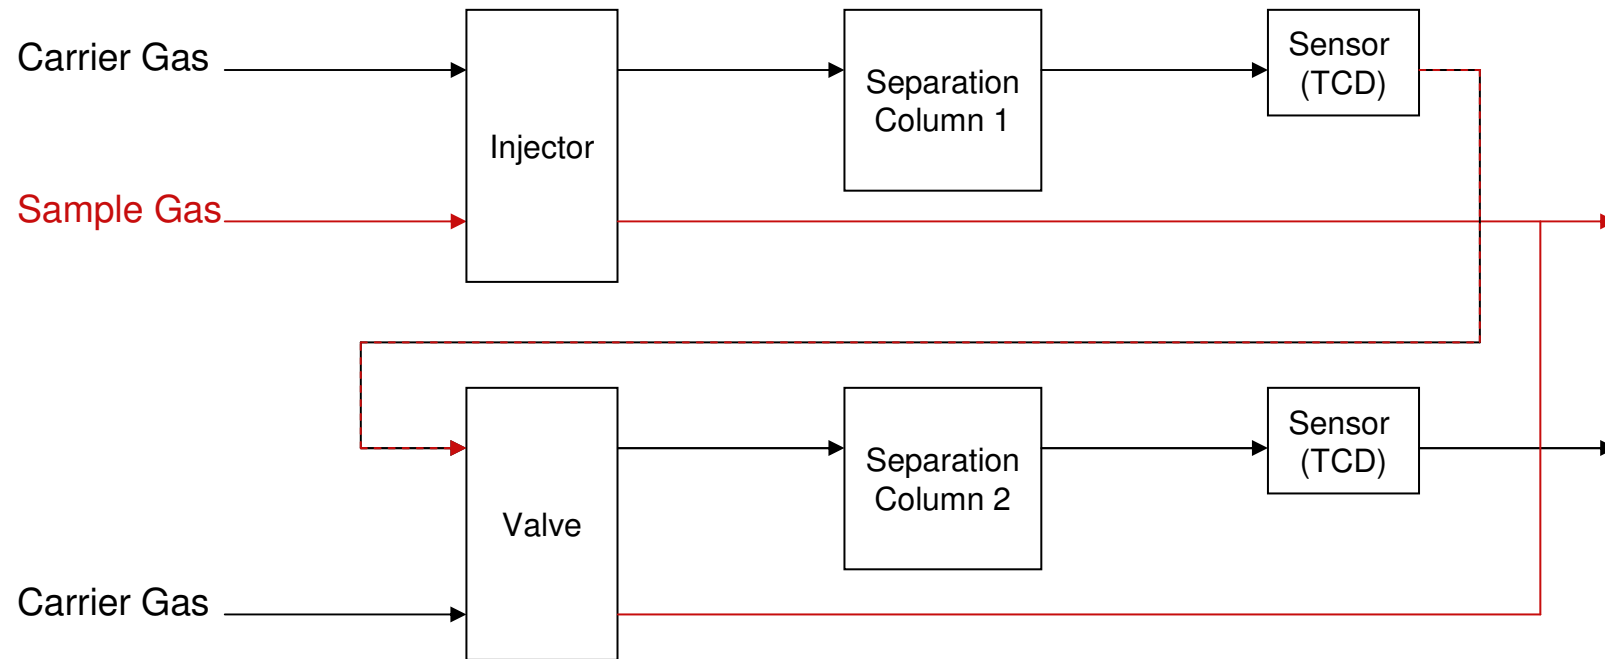 Carrier Gas
Sample Gas
Injector
Separation
Column 1
Sensor
(TCD)
Carrier Gas
Valve
Separation
Column 2
Sensor
(TCD)